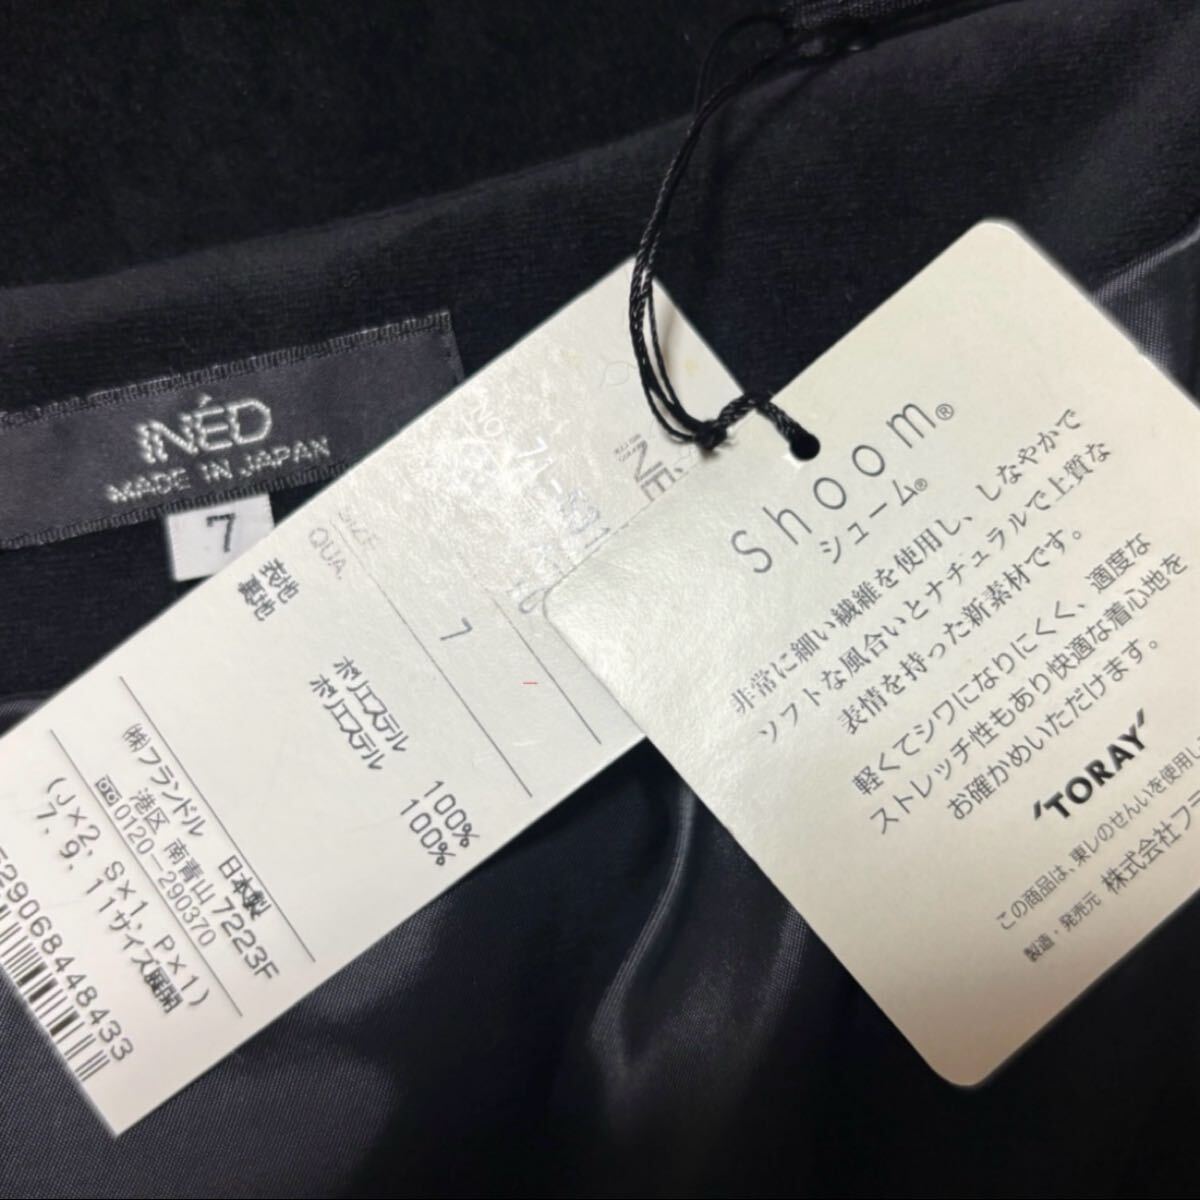 INÉD
MADE IN JAPAN
7
SIZE
7
QUA.
表地 ポリエステル 100%
裏地 ポリエステル 100%
(株)フランドル 日本製
港区 南青山 7223F
0120-290370
(J×2, S×1, P×1)
7, 9, 11サイズ展開
5290684448433
shoom®
シューム®
非常に細い繊維を使用し、しなやかで
ソフトな風合いとナチュラルで上質な
表情を持った新素材です。
軽くてシワになりにくく、適度な
ストレッチ性もあり快適な着心地を
お確かめいただけます。
'TORAY'
この商品は、東レのせんいを使用し
製造・発売元 株式会社フラ